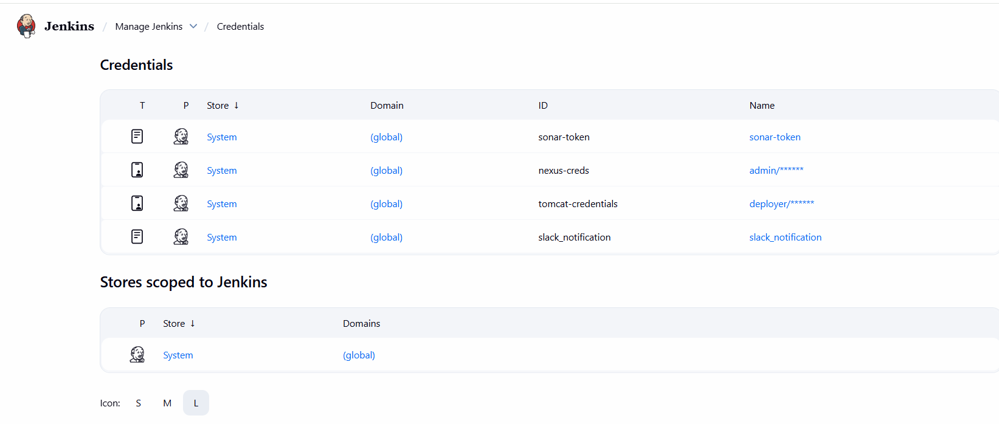 Jenkins / Manage Jenkins / Credentials
Credentials
T P Store ↓ Domain ID Name
System (global) sonar-token sonar-token
System (global) nexus-creds admin/******
System (global) tomcat-credentials deployer/******
System (global) slack_notification slack_notification
Stores scoped to Jenkins
P Store ↓ Domains
System (global)
Icon: S M L